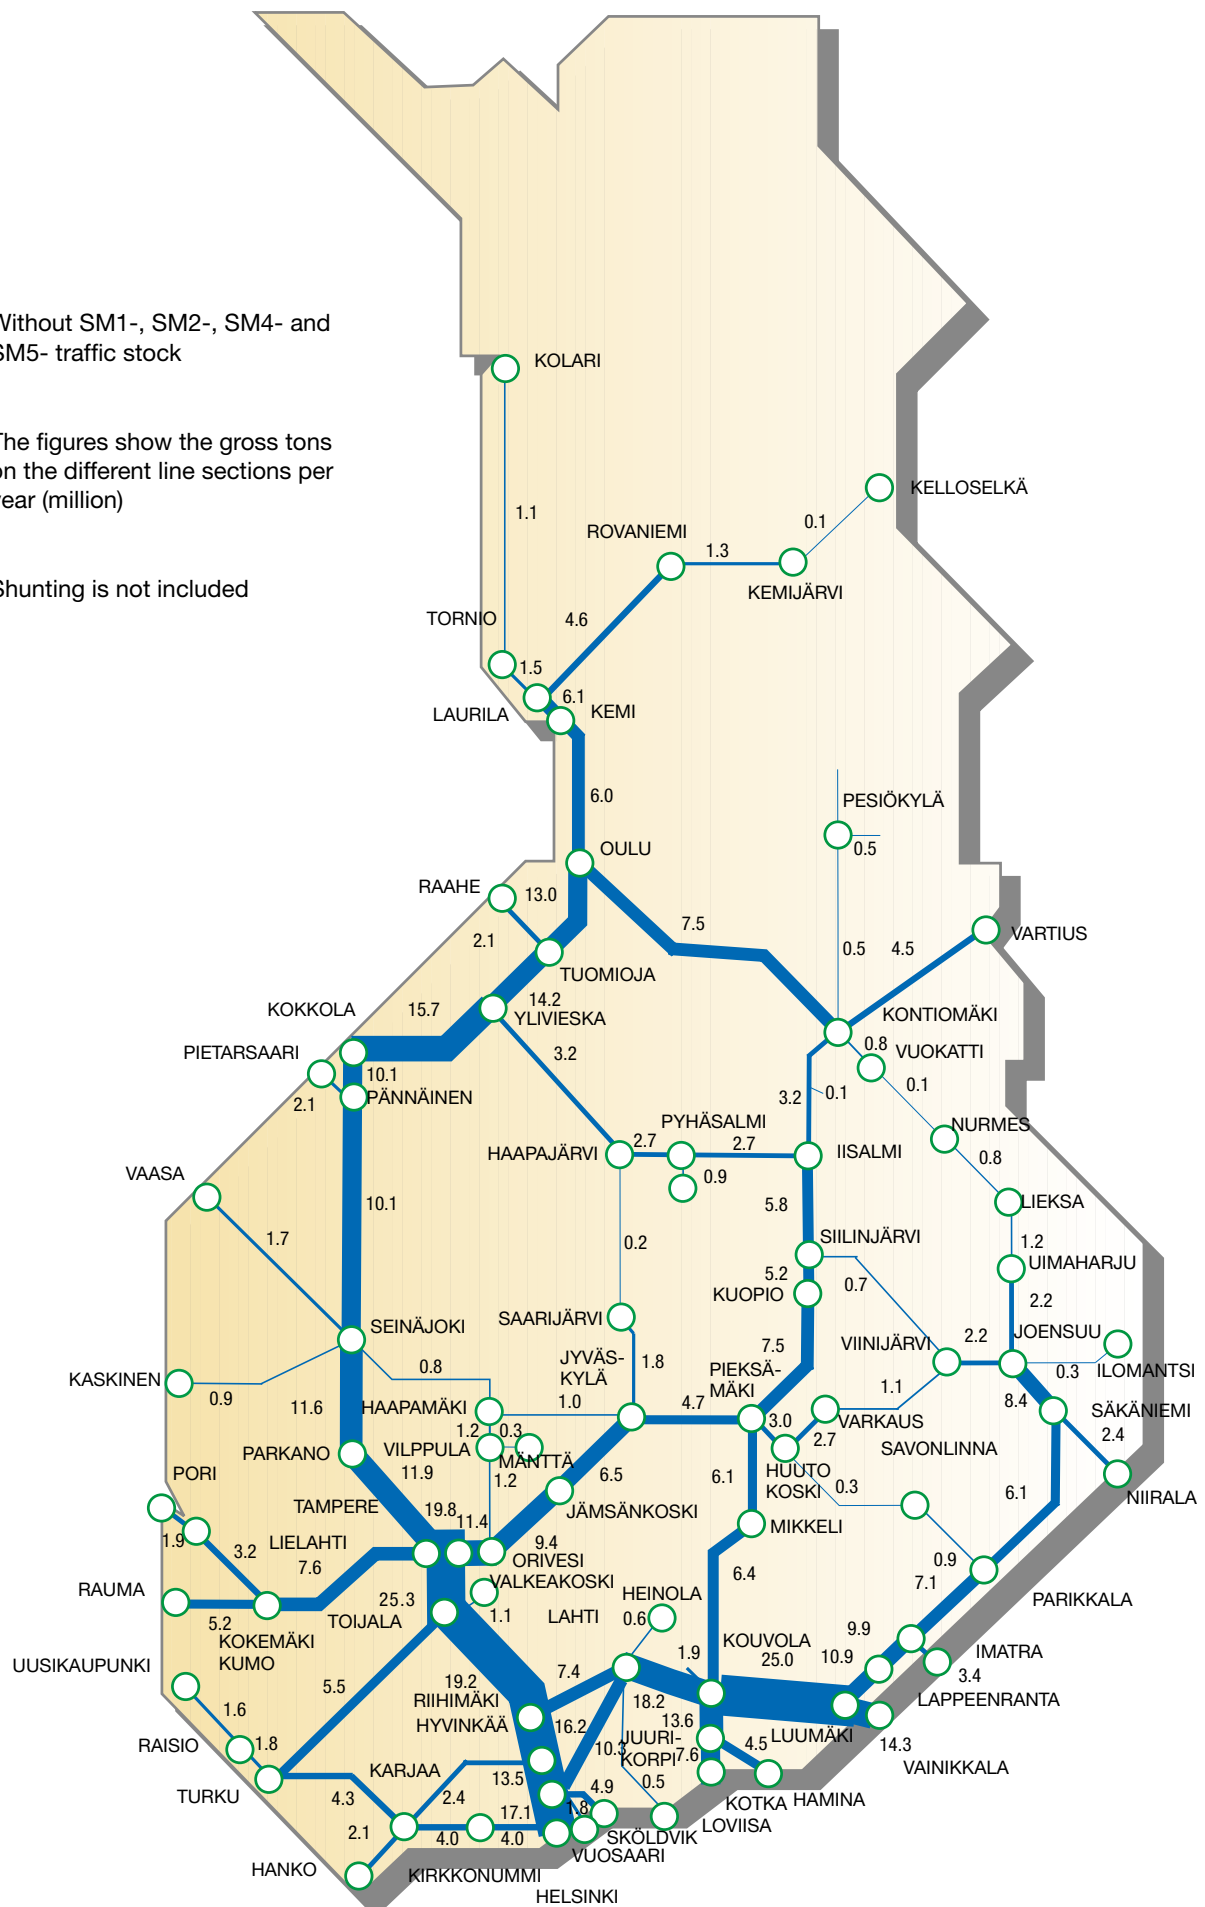 Without SM1-, SM2-, SM4- and
SM5- traffic stock
The figures show the gross tons
on the different line sections per
year (million)
Shunting is not included
KOLARI
KELLOSELKÄ
1.1
0.1
ROVANIEMI
1.3
KEMIJÄRVI
4.6
TORNIO
1.5
6.1
LAURILA
KEMI
6.0
PESIÖKYLÄ
0.5
OULU
RAAHE
13.0
7.5
2.1
0.5
4.5
VARTIUS
TUOMIOJA
14.2
15.7
KOKKOLA
YLIVIESKA
KONTIOMÄKI
PIETARSAARI
3.2
0.8
VUOKATTI
10.1
2.1
PÄNNÄINEN
3.2
0.1
0.1
PYHÄSALMI
NURMES
HAAPAJÄRVI
2.7
2.7
IISALMI
0.8
VAASA
0.9
10.1
5.8
LIEKSA
1.7
0.2
SIILINJÄRVI
1.2
UIMAHARJU
5.2
KUOPIO
0.7
2.2
SAARIJÄRVI
SEINÄJOKI
VIINIJÄRVI
2.2
JOENSUU
JYVÄS-
KYLÄ
1.8
7.5
0.8
0.3
ILOMANTSI
KASKINEN
0.9
PIEKSÄ-
MÄKI
1.1
11.6
HAAPAMÄKI
1.0
4.7
3.0
8.4
SÄKÄNIEMI
VARKAUS
1.2
0.3
2.7
2.4
PARKANO
VILPPULA
MÄNTTÄ
SAVONLINNA
PORI
11.9
1.2
6.5
6.1
HUUTO
KOSKI
0.3
6.1
NIIRALA
TAMPERE
19.8
11.4
JÄMSÄNKOSKI
MIKKELI
1.9
3.2
LIELAHTI
7.6
9.4
ORIVESI
0.9
6.4
7.1
RAUMA
VALKEAKOSKI
HEINOLA
PARIKKALA
25.3
5.2
TOIJALA
1.1
LAHTI
0.6
KOKEMÄKI
KUMO
9.9
KOUVOLA
25.0
1.9
10.9
IMATRA
UUSIKAUPUNKI
5.5
19.2
7.4
3.4
LAPPEENRANTA
RIIHIMÄKI
18.2
1.6
HYVINKÄÄ
16.2
13.6
LUUMÄKI
RAISIO
1.8
10.3
JUURI-
KORPI
7.6
4.5
14.3
VAINIKKALA
TURKU
KARJAA
13.5
4.3
2.4
4.9
0.5
KOTKA
HAMINA
17.1
1.8
2.1
4.0
4.0
SKÖLDVIK
LOVIISA
VUOSAARI
HANKO
KIRKKONUMMI
HELSINKI